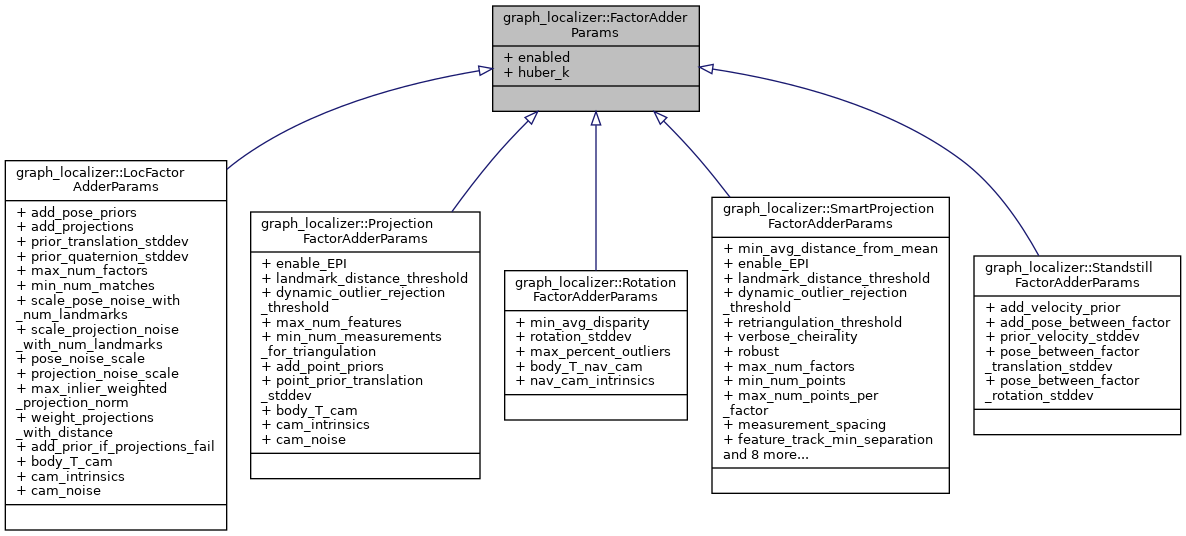 graph_localizer::FactorAdder
Params
+ enabled
+ huber_k
graph_localizer::LocFactor
AdderParams
+ add_pose_priors
+ add_projections
+ prior_translation_stddev
+ prior_quaternion_stddev
+ max_num_factors
+ min_num_matches
+ scale_pose_noise_with
_num_landmarks
+ scale_projection_noise
_with_num_landmarks
+ pose_noise_scale
+ projection_noise_scale
+ max_inlier_weighted
_projection_norm
+ weight_projections
_with_distance
+ add_prior_if_projections_fail
+ body_T_cam
+ cam_intrinsics
+ cam_noise
graph_localizer::Projection
FactorAdderParams
+ enable_EPI
+ landmark_distance_threshold
+ dynamic_outlier_rejection
_threshold
+ max_num_features
+ min_num_measurements
_for_triangulation
+ add_point_priors
+ point_prior_translation
_stddev
+ body_T_cam
+ cam_intrinsics
+ cam_noise
graph_localizer::Rotation
FactorAdderParams
+ min_avg_disparity
+ rotation_stddev
+ max_percent_outliers
+ body_T_nav_cam
+ nav_cam_intrinsics
graph_localizer::SmartProjection
FactorAdderParams
+ min_avg_distance_from_mean
+ enable_EPI
+ landmark_distance_threshold
+ dynamic_outlier_rejection
_threshold
+ retriangulation_threshold
+ verbose_cheirality
+ robust
+ max_num_factors
+ min_num_points
+ max_num_points_per
_factor
+ measurement_spacing
+ feature_track_min_separation
and 8 more...
graph_localizer::Standstill
FactorAdderParams
+ add_velocity_prior
+ add_pose_between_factor
+ prior_velocity_stddev
+ pose_between_factor
_translation_stddev
+ pose_between_factor
_rotation_stddev